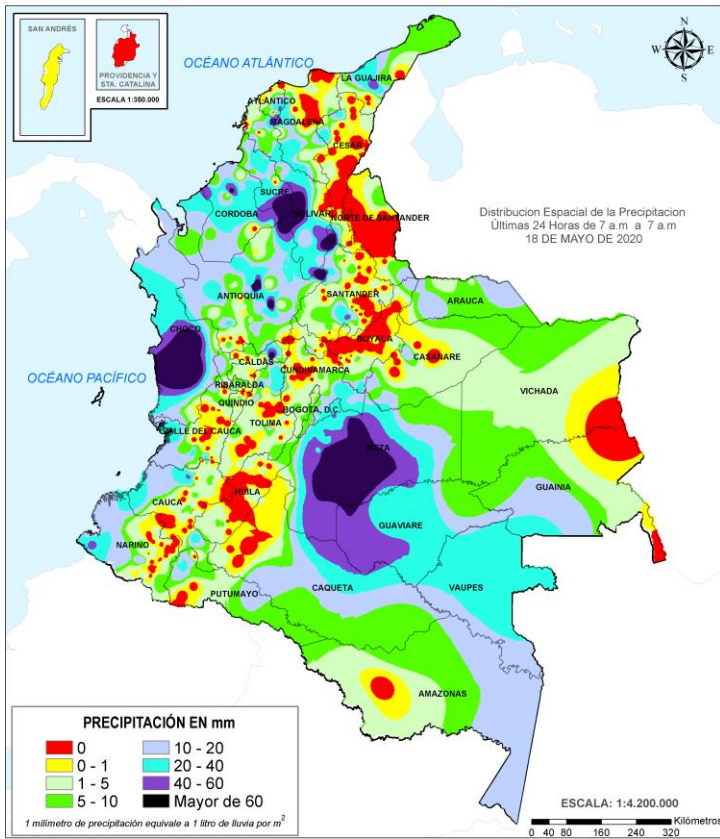 SAN ANDRÉS
PROVIDENCIA Y
STA. CATALINA
ESCALA 1:350.000
OCÉANO ATLÁNTICO
N
W
E
S
LA GUAJIRA
ATLÁNTICO
MAGDALENA
CESAR
SUCRE
CORDOBA
BOLIVAR
NORTE DE SANTANDER
Distribucion Espacial de la Precipitacion
Últimas 24 Horas de 7 a.m a 7 a.m
18 DE MAYO DE 2020
ANTIOQUIA
SANTANDER
ARAUCA
CHOCO
BOYACA
CASANARE
OCÉANO PACÍFICO
CALDAS
CUNDINAMARCA
RISARALDA
VICHADA
QUINDIO
BOGOTA, D.C.
TOLIMA
VALLE DEL CAUCA
META
GUAINIA
HUILA
CAUCA
GUAVIARE
NARIÑO
PUTUMAYO
CAQUETA
VAUPES
AMAZONAS
PRECIPITACIÓN EN mm
0
0 - 1
1 - 5
5 - 10
10 - 20
20 - 40
40 - 60
Mayor de 60
1 milímetro de precipitación equivale a 1 litro de lluvia por m²
ESCALA: 1:4.200.000
Kilómetros
0 40 80 160 240 320